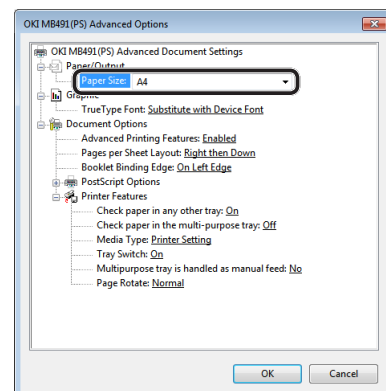 OKI MB491(PS) Advanced Options
OKI MB491(PS) Advanced Document Settings
Paper/Output
Paper Size: A4
Graphic
TrueType Font: Substitute with Device Font
Document Options
Advanced Printing Features: Enabled
Pages per Sheet Layout: Right then Down
Booklet Binding Edge: On Left Edge
PostScript Options
Printer Features
Check paper in any other tray: On
Check paper in the multi-purpose tray: Off
Media Type: Printer Setting
Tray Switch: On
Multipurpose tray is handled as manual feed: No
Page Rotate: Normal
OK Cancel